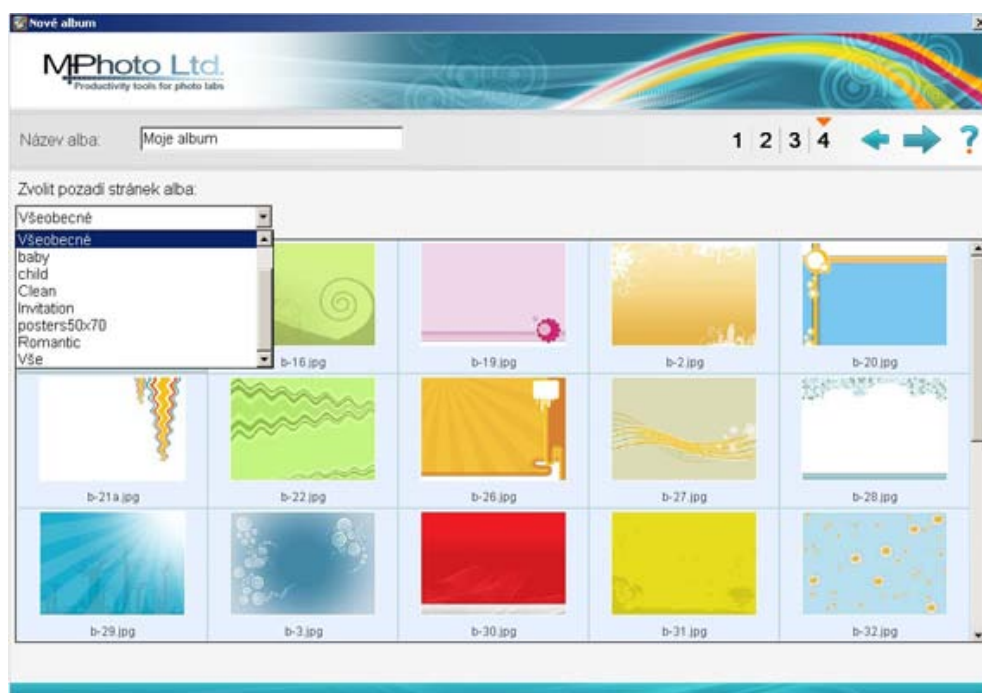 Nové album
M+Photo Ltd.
Productivity tools for photo labs
Název alba: Moje album
1 2 3 4 ?
Zvolit pozadí stránek alba:
Všeobecné
Všeobecné
baby
child
Clean
Invitation
posters50x70
Romantic
Vše
b-16.jpg b-19.jpg b-2.jpg b-20.jpg
b-21a.jpg b-22.jpg b-26.jpg b-27.jpg b-28.jpg
b-29.jpg b-3.jpg b-30.jpg b-31.jpg b-32.jpg